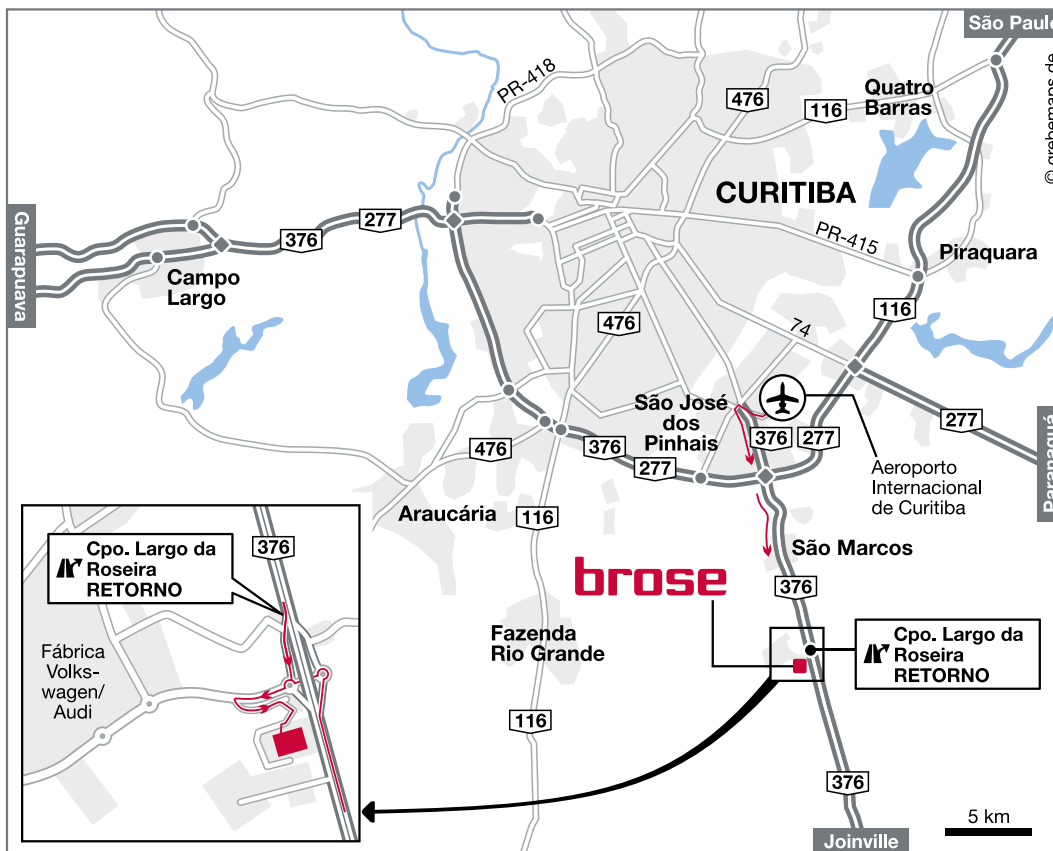 São Paulo
© grebemaps.de
PR-418
476
116
Quatro
Barras
CURITIBA
Guarapuava
376
277
PR-415
Piraquara
Campo
Largo
116
476
74
São José
dos
Pinhais
376
277
277
Paranaguá
476
376
277
Aeroporto
Internacional
de Curitiba
Araucária
116
São Marcos
Cpo. Largo da
Roseira
RETORNO
376
brose
376
Fazenda
Rio Grande
Cpo. Largo da
Roseira
RETORNO
Fábrica
Volks-
wagen/
Audi
116
376
5 km
Joinville